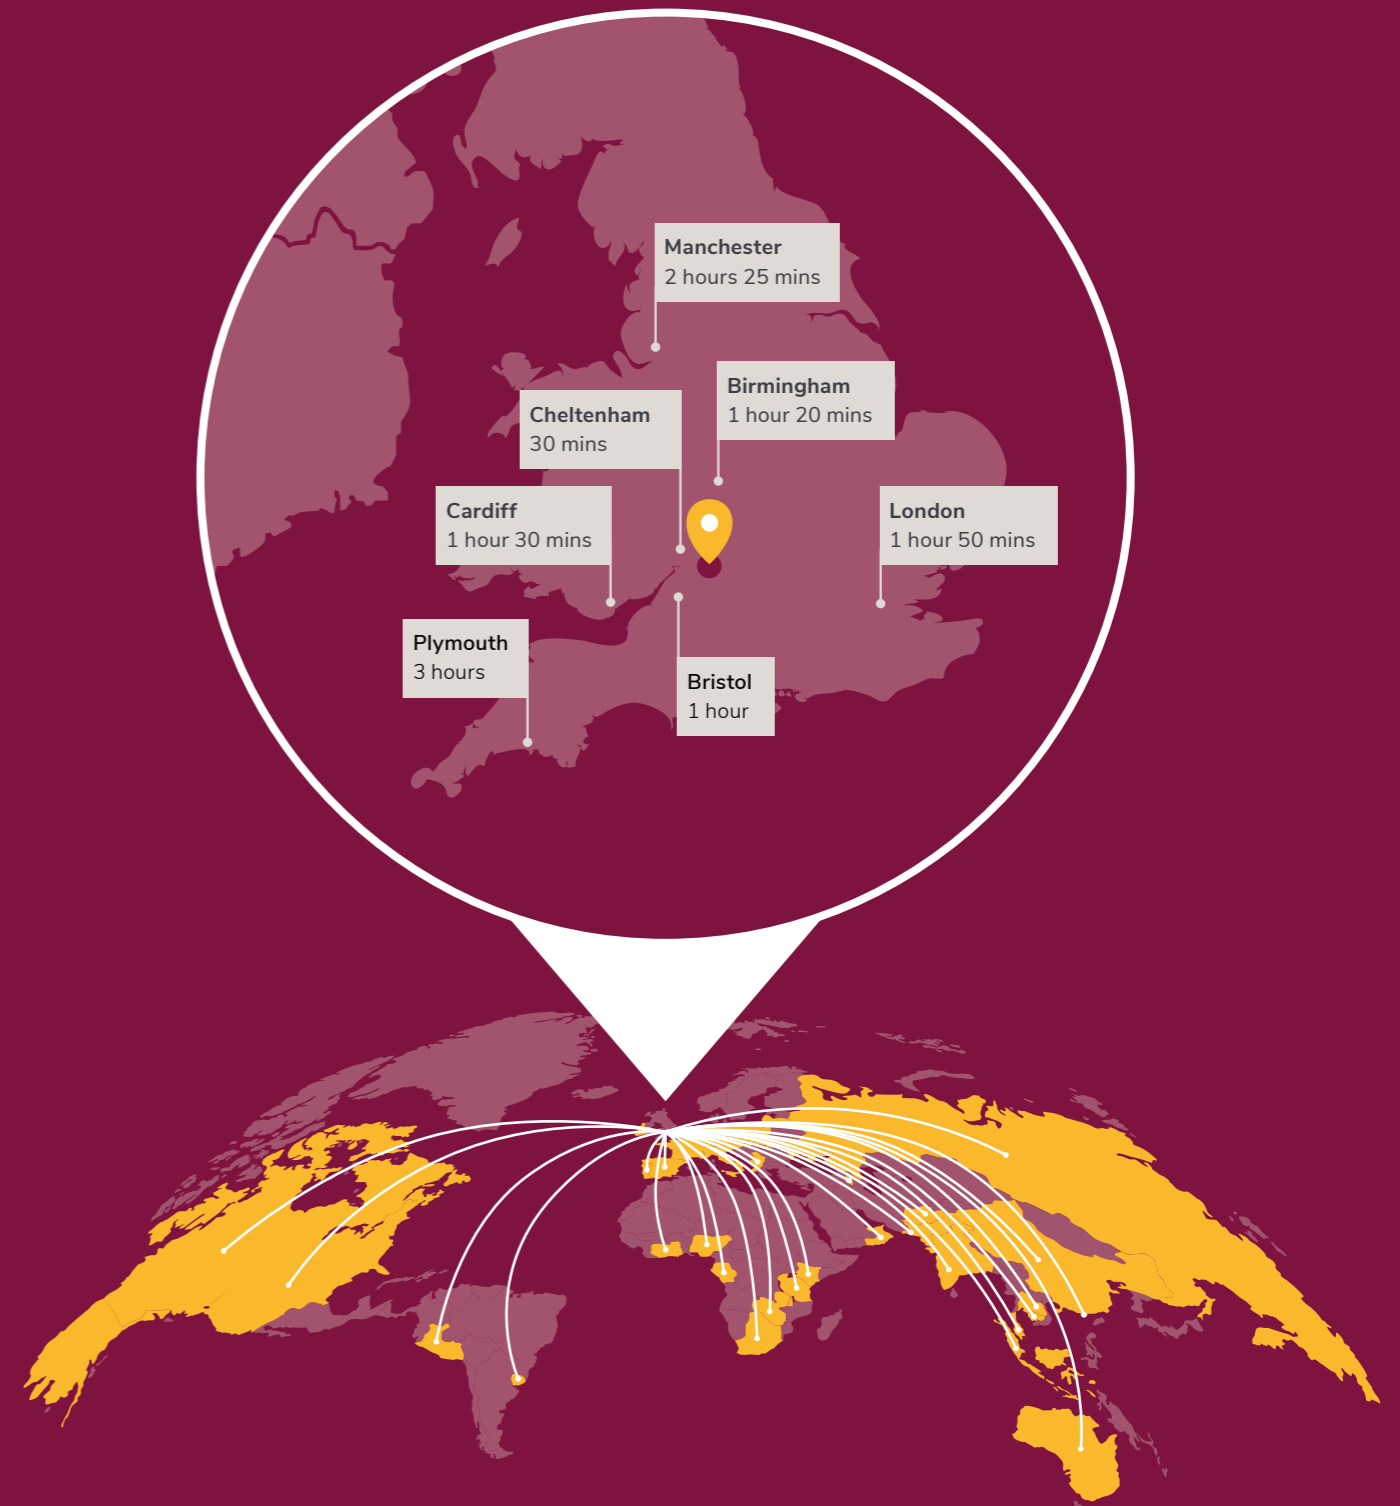 Manchester
2 hours 25 mins
Birmingham
1 hour 20 mins
Cheltenham
30 mins
Cardiff
1 hour 30 mins
London
1 hour 50 mins
Plymouth
3 hours
Bristol
1 hour